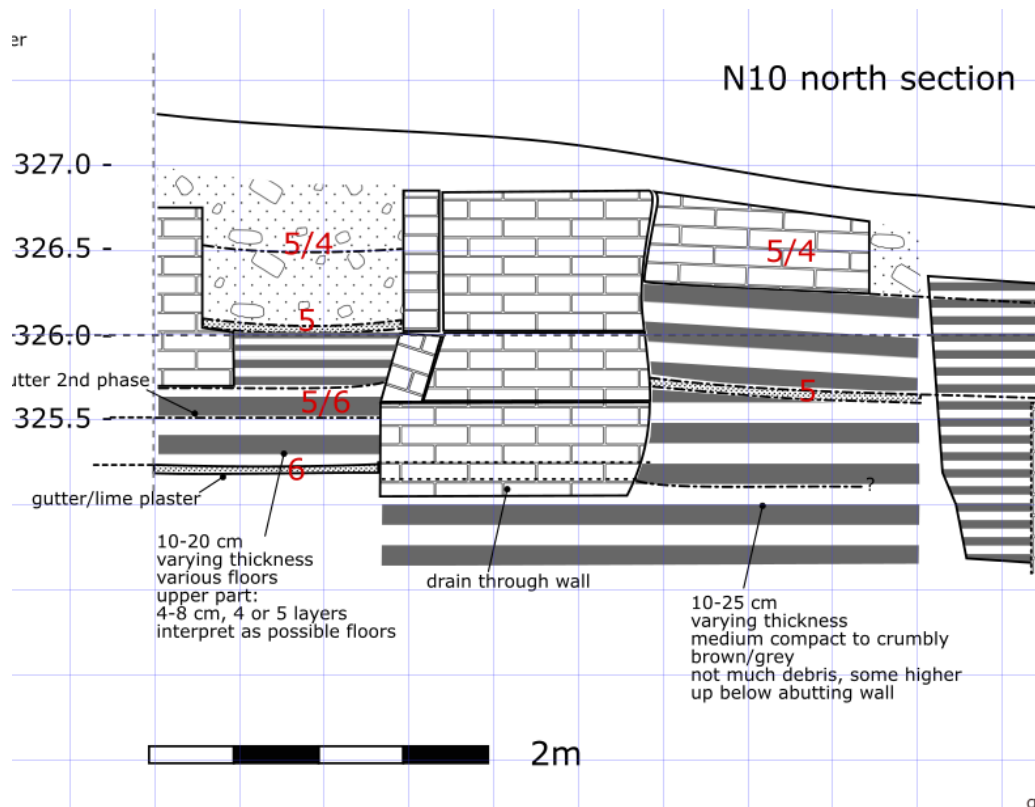 er
N10 north section
327.0 -
5/4
326.5 -
5/4
5
326.0-
utter 2nd phase
5/6
5
325.5 -
6
?
gutter/lime plaster
10-20 cm
varying thickness
various floors
upper part:
4-8 cm, 4 or 5 layers
interpret as possible floors
drain through wall
10-25 cm
varying thickness
medium compact to crumbly
brown/grey
not much debris, some higher
up below abutting wall
2m